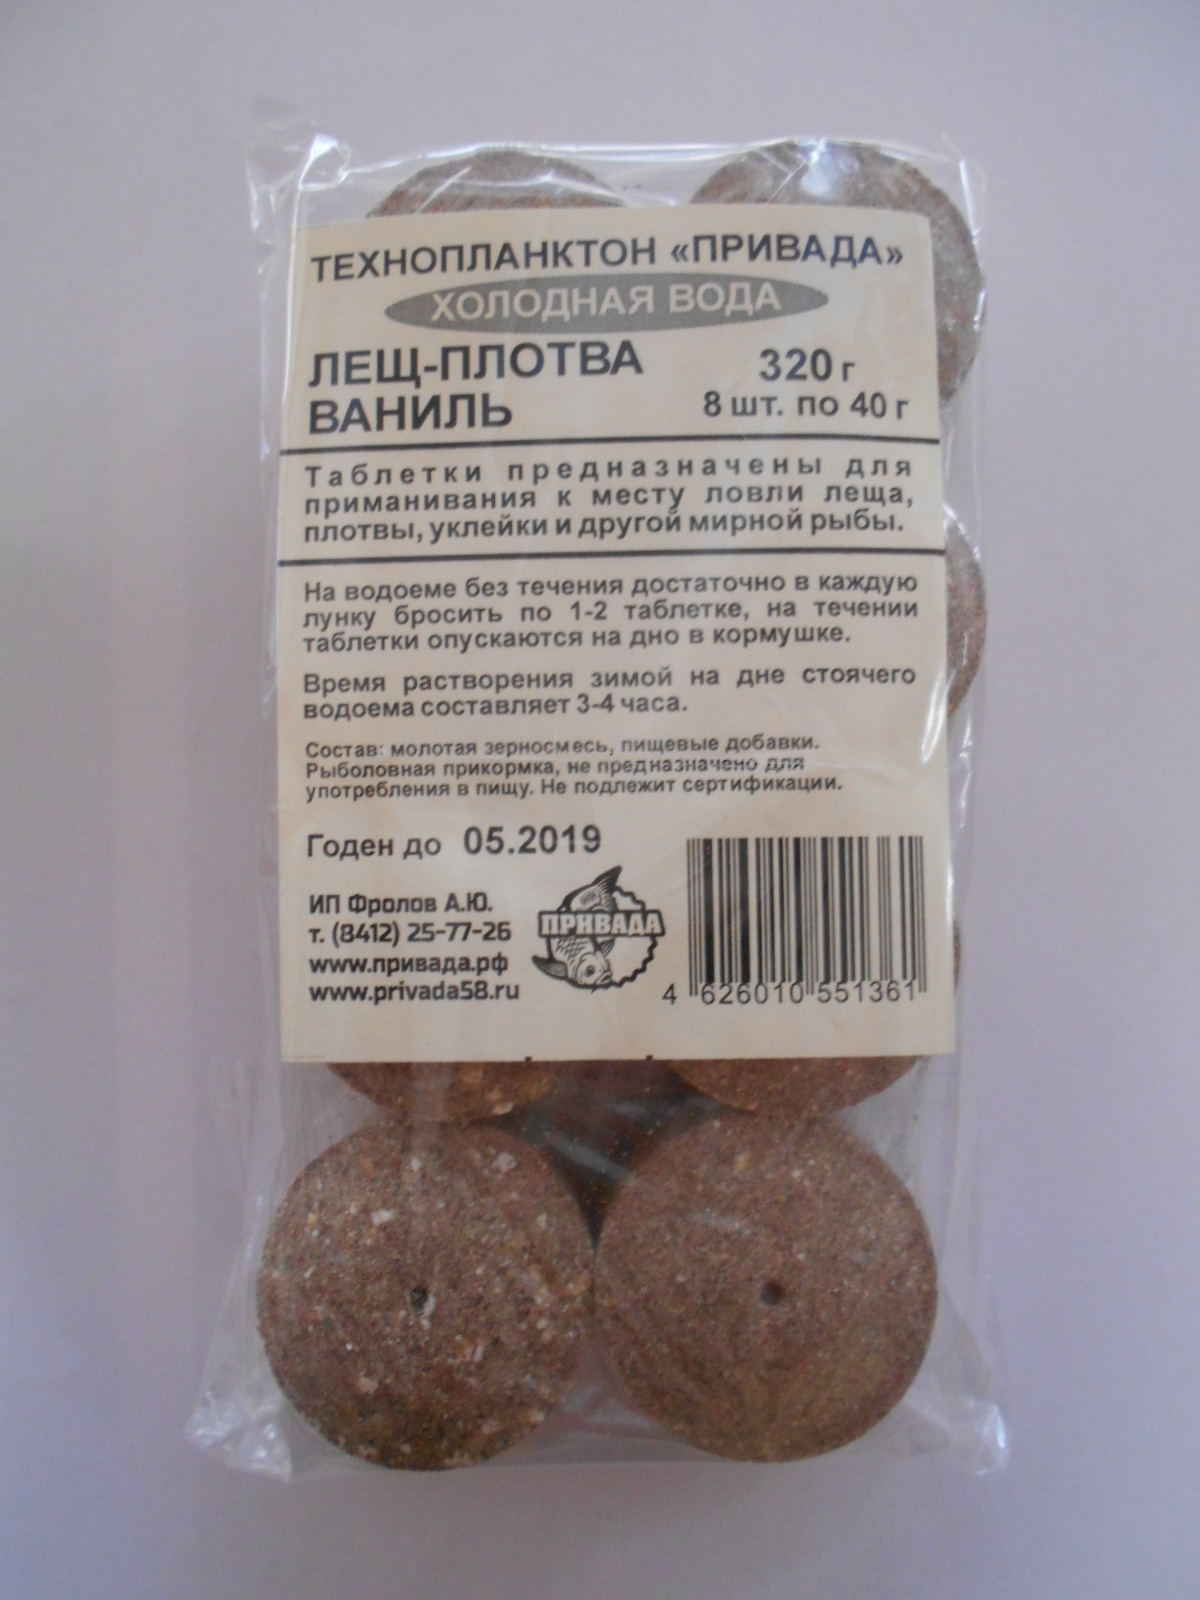 ТЕХНОПЛАНКТОН «ПРИВАДА»
ХОЛОДНАЯ ВОДА
ЛЕЩ-ПЛОТВА
ВАНИЛЬ
320 г
8 шт. по 40 г
Таблетки предназначены для
приманивания к месту ловли леща,
плотвы, уклейки и другой мирной рыбы.
На водоеме без течения достаточно в каждую
лунку бросить по 1-2 таблетке, на течении
таблетки опускаются на дно в кормушке.
Время растворения зимой на дне стоячего
водоема составляет 3-4 часа.
Состав: молотая зерносмесь, пищевые добавки.
Рыболовная прикормка, не предназначено для
употребления в пищу. Не подлежит сертификации.
Годен до 05.2019
ИП Фролов А.Ю.
т. (8412) 25-77-26
www.привада.рф
www.privada58.ru
ПРИВАДА
4 626010 551361